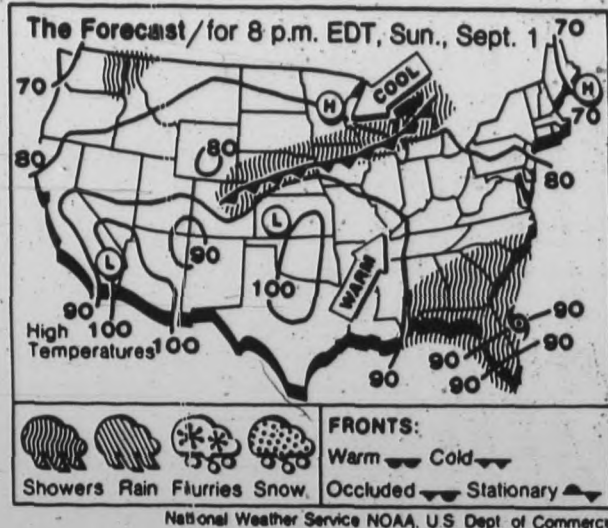 The Forecast/for 8 p.m. EDT, Sun., Sept. 1
70
70
COOL
H
H
70
80
80
80
L
L
90
100
WARM
90
100
100
High
Temperatures
90
90
90
90
90
Showers Rain Flurries Snow
FRONTS:
Warm Cold
Occluded Stationary
National Weather Service NOAA, U.S. Dept. of Commerce